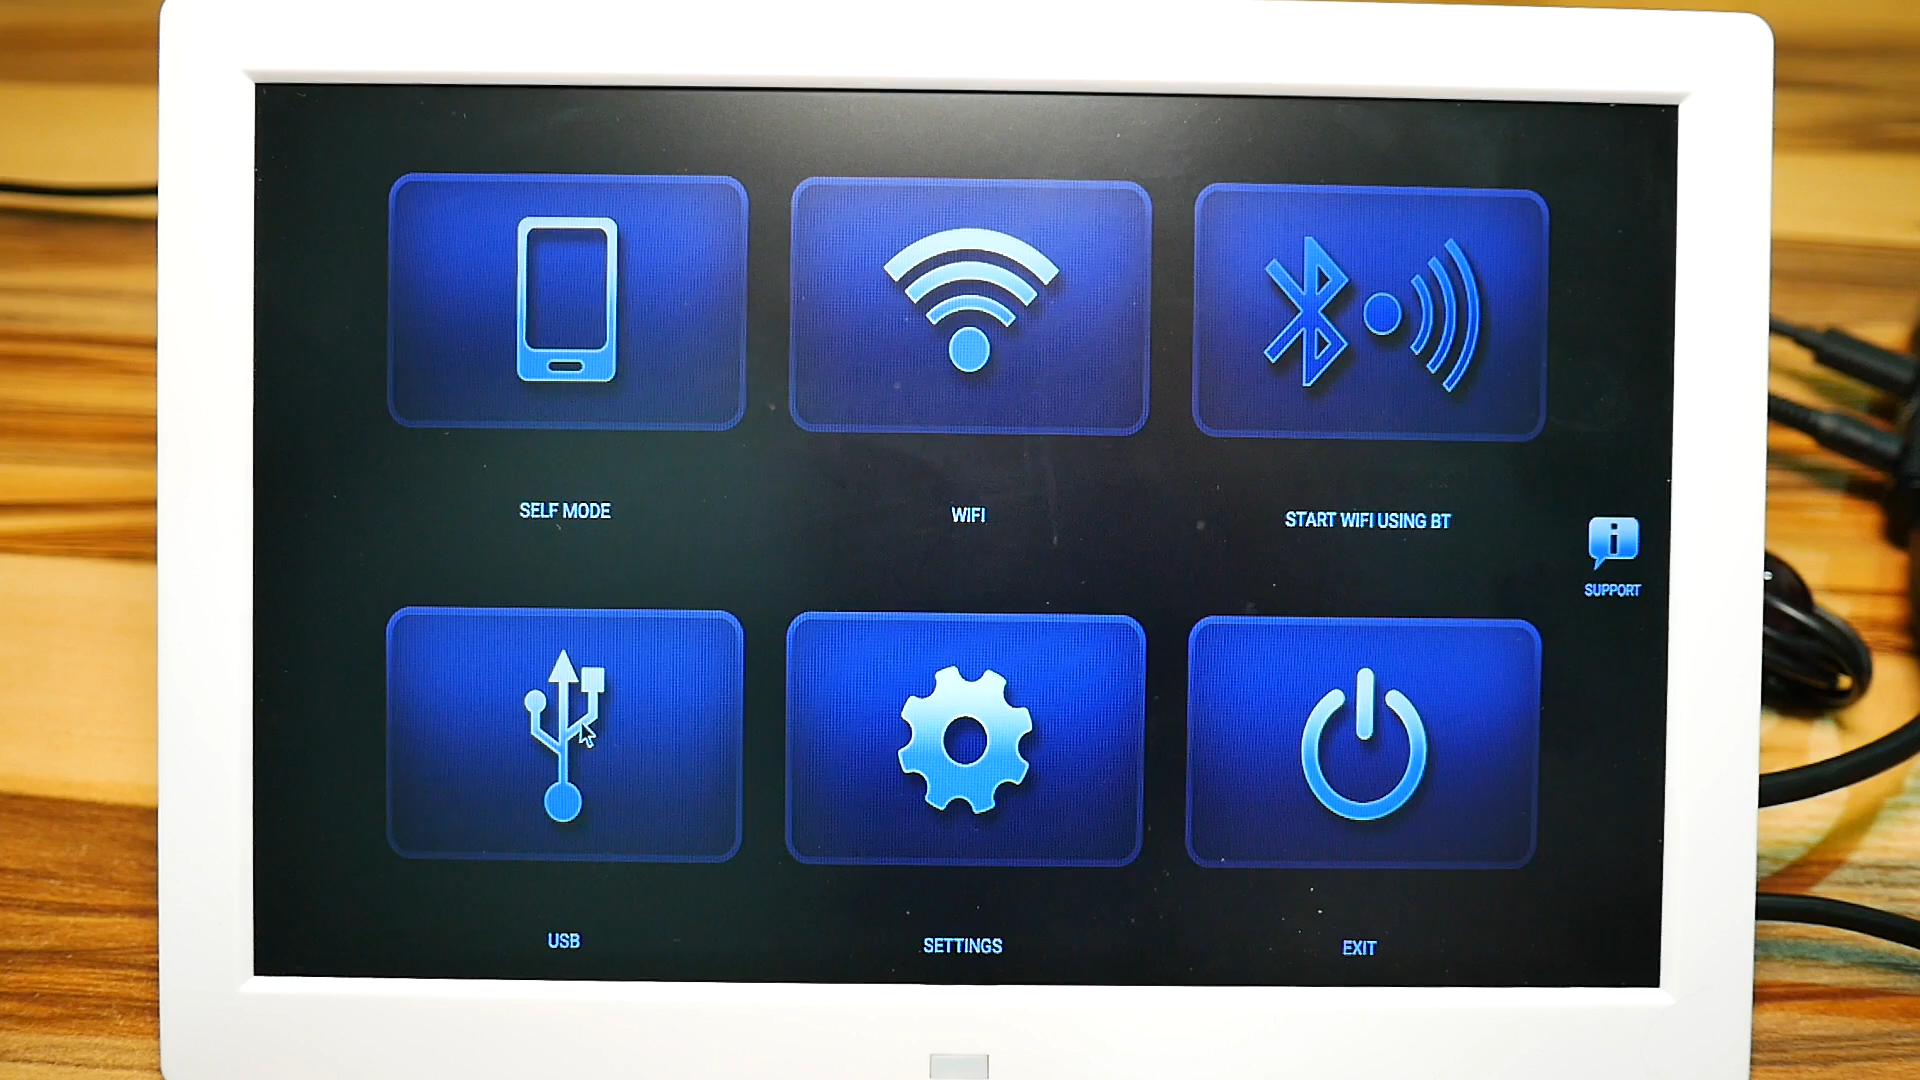 SELF MODE
WIFI
START WIFI USING BT
SUPPORT
USB
SETTINGS
EXIT